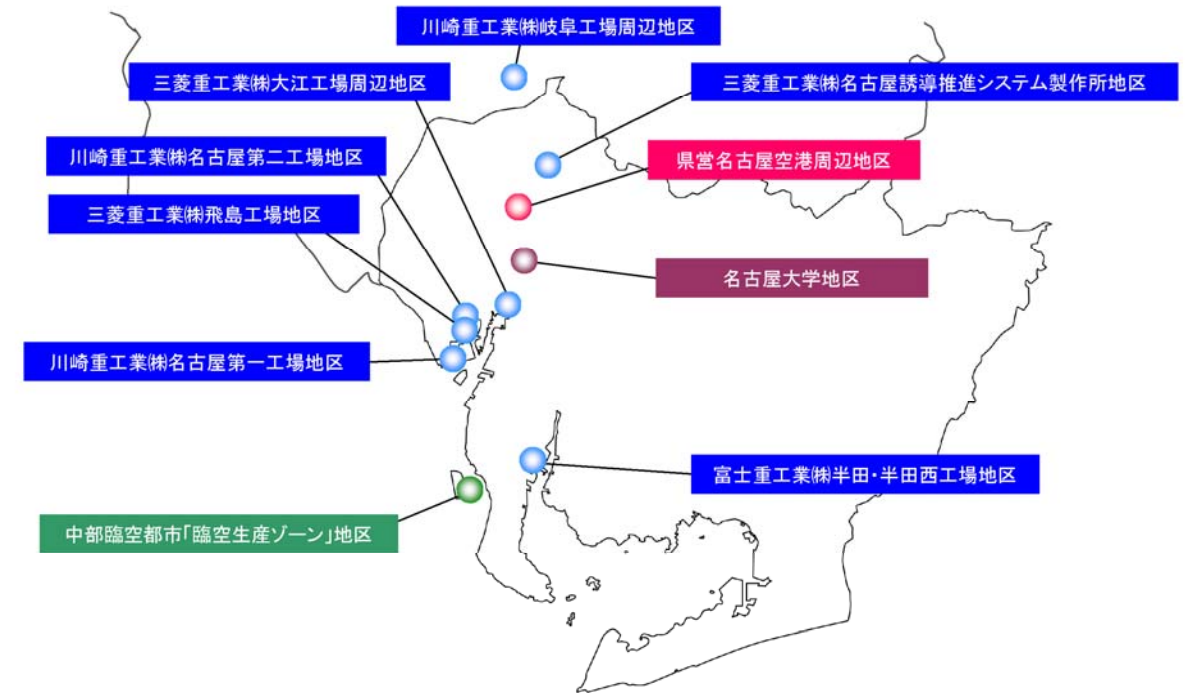 川崎重工業㈱岐阜工場周辺地区
三菱重工業㈱大江工場周辺地区
三菱重工業㈱名古屋誘導推進システム製作所地区
川崎重工業㈱名古屋第二工場地区
県営名古屋空港周辺地区
三菱重工業㈱飛島工場地区
名古屋大学地区
川崎重工業㈱名古屋第一工場地区
富士重工業㈱半田・半田西工場地区
中部臨空都市「臨空生産ゾーン」地区